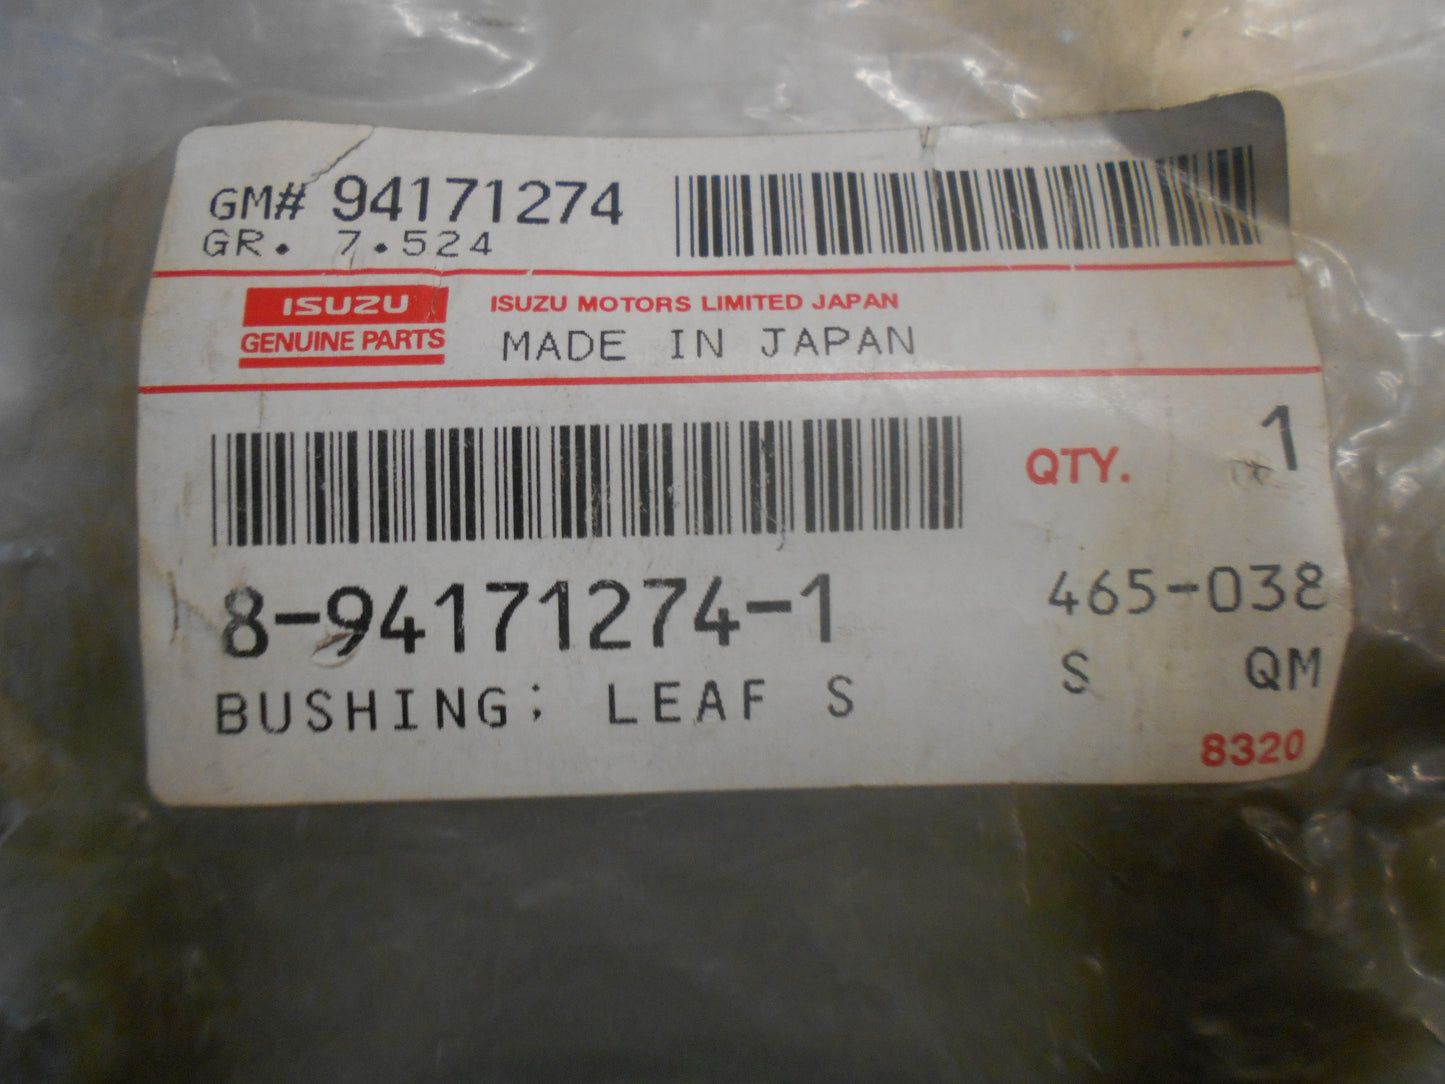 GM# 94171274
GR. 7.524
ISUZU
GENUINE PARTS
ISUZU MOTORS LIMITED JAPAN
MADE IN JAPAN
QTY. 1
8-94171274-1
465-038
BUSHING; LEAF S
S QM
8320